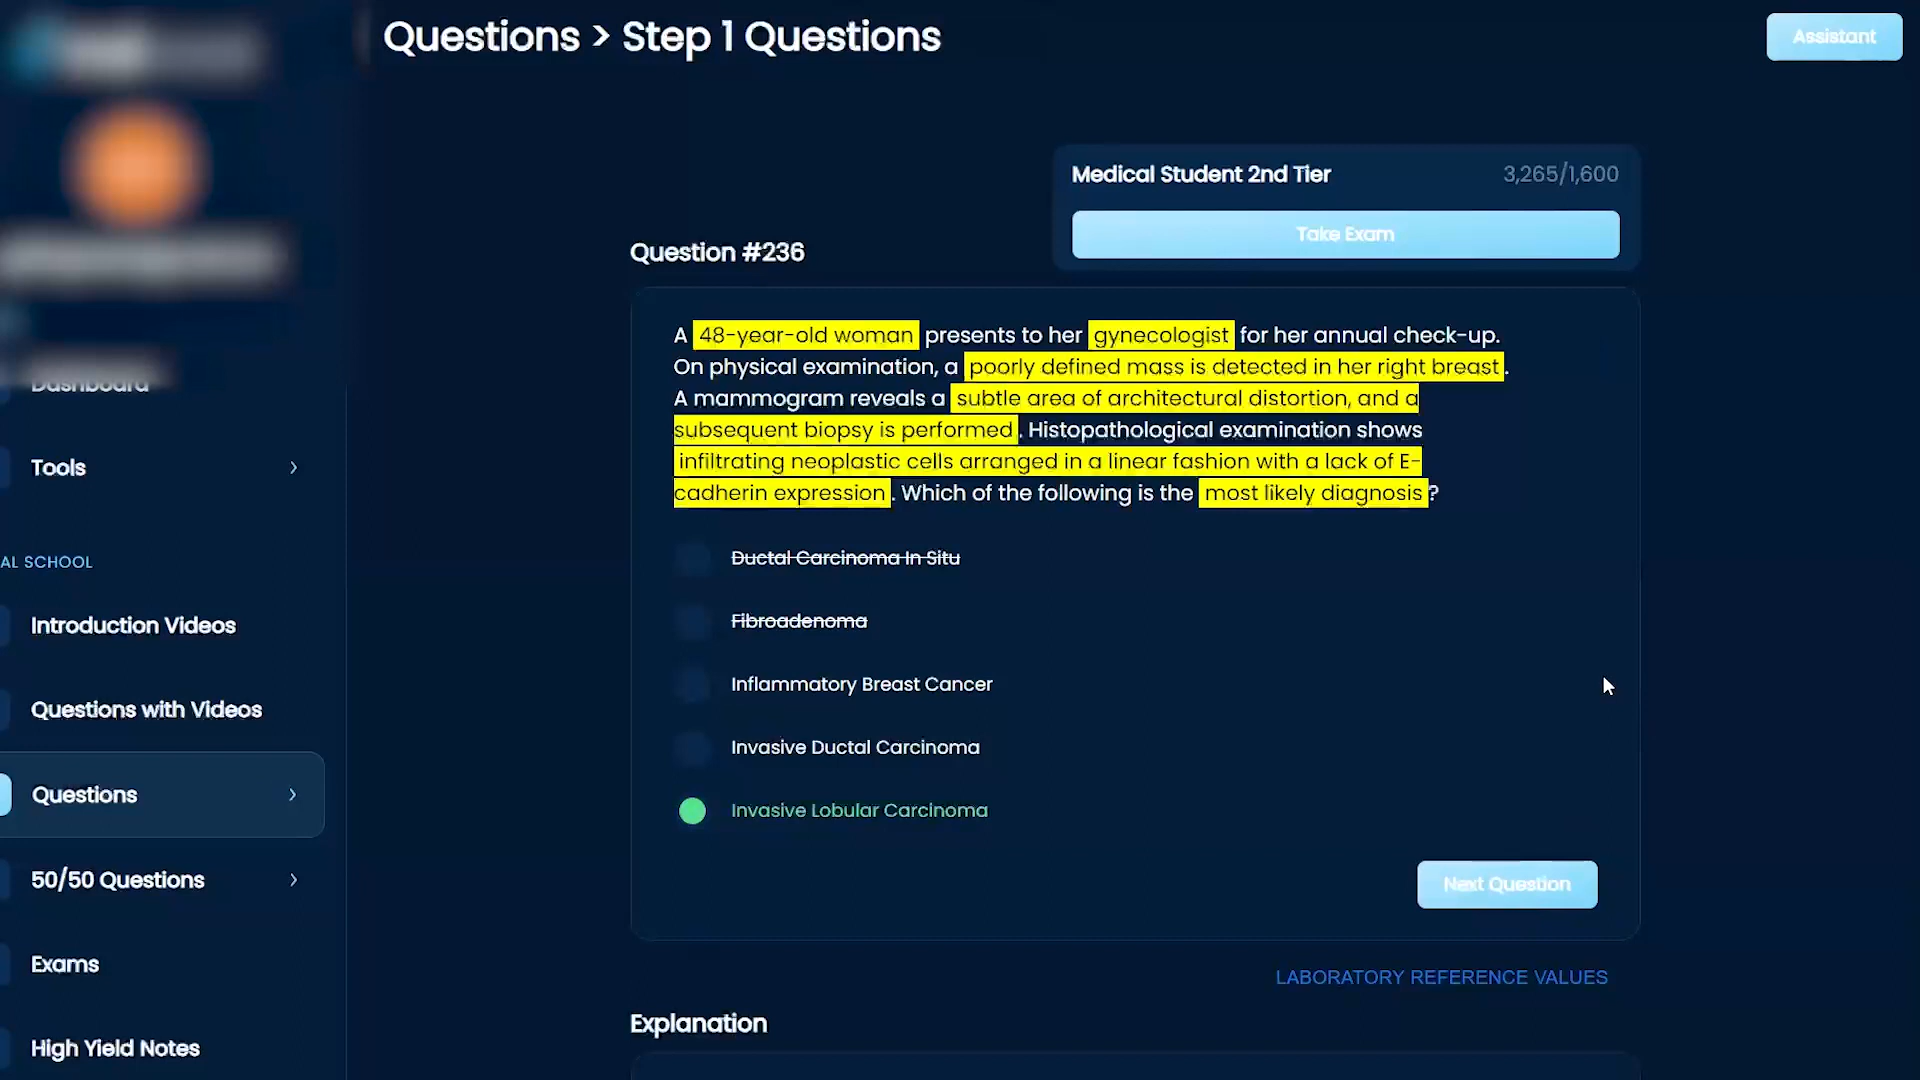 Questions > Step 1 Questions
Assistant
Medical Student 2nd Tier
3,265/1,600
Take Exam
Question #236
A 48-year-old woman presents to her gynecologist for her annual check-up.
On physical examination, a poorly defined mass is detected in her right breast.
A mammogram reveals a subtle area of architectural distortion, and a
subsequent biopsy is performed. Histopathological examination shows
infiltrating neoplastic cells arranged in a linear fashion with a lack of E-
cadherin expression. Which of the following is the most likely diagnosis?
Ductal Carcinoma In Situ
Fibroadenoma
Inflammatory Breast Cancer
Invasive Ductal Carcinoma
Invasive Lobular Carcinoma
Next Question
LABORATORY REFERENCE VALUES
Explanation
Dashboard
Tools
AL SCHOOL
Introduction Videos
Questions with Videos
Questions
50/50 Questions
Exams
High Yield Notes